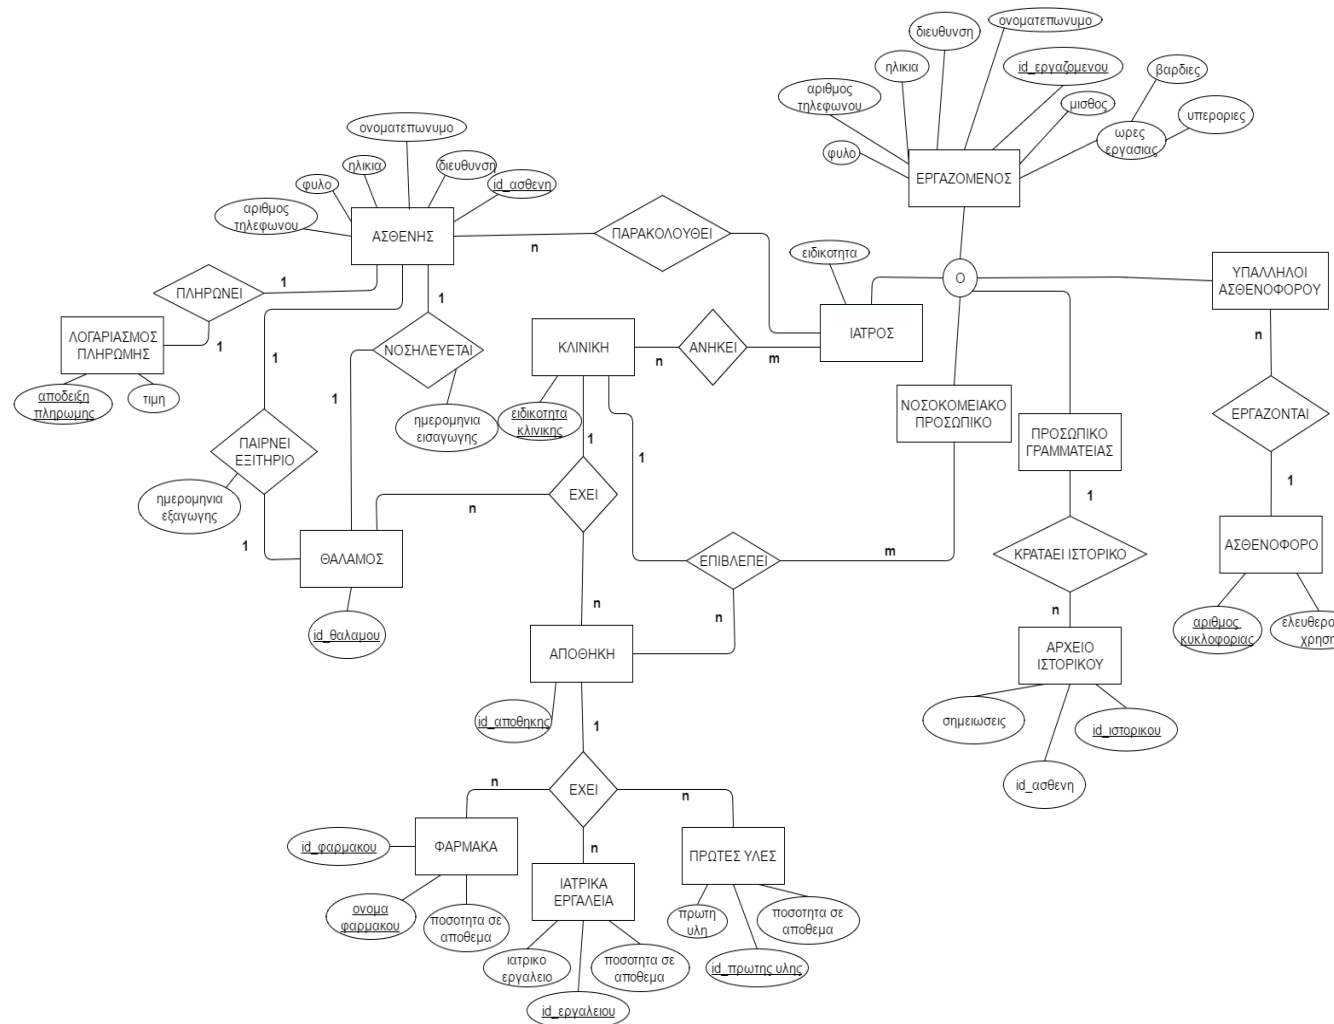 ονοματεπωνυμο
διευθυνση
ηλικια
id_εργαζομενου
βαρδιες
αριθμος
τηλεφωνου
μισθος
υπεροριες
ωρες
εργασιας
φυλο
ΕΡΓΑΖΟΜΕΝΟΣ
ονοματεπωνυμο
ηλικια
διευθυνση
φυλο
id_ασθενη
αριθμος
τηλεφωνου
ΑΣΘΕΝΗΣ
n
ΠΑΡΑΚΟΛΟΥΘΕΙ
ειδικοτητα
Ο
ΥΠΑΛΛΗΛΟΙ
ΑΣΘΕΝΟΦΟΡΟΥ
ΠΛΗΡΩΝΕΙ
1
1
ΛΟΓΑΡΙΑΣΜΟΣ
ΠΛΗΡΩΜΗΣ
1
1
ΝΟΣΗΛΕΥΕΤΑΙ
ΚΛΙΝΙΚΗ
n
ΑΝΗΚΕΙ
m
ΙΑΤΡΟΣ
n
αποδειξη
πληρωμης
τιμη
1
ημερομηνια
εισαγωγης
ειδικοτητα
κλινικης
ΝΟΣΟΚΟΜΕΙΑΚΟ
ΠΡΟΣΩΠΙΚΟ
ΕΡΓΑΖΟΝΤΑΙ
ΠΑΙΡΝΕΙ
ΕΞΙΤΗΡΙΟ
1
1
ΠΡΟΣΩΠΙΚΟ
ΓΡΑΜΜΑΤΕΙΑΣ
ημερομηνια
εξαγωγης
n
ΕΧΕΙ
1
1
1
ΘΑΛΑΜΟΣ
ΕΠΙΒΛΕΠΕΙ
m
ΚΡΑΤΑΕΙ ΙΣΤΟΡΙΚΟ
ΑΣΘΕΝΟΦΟΡΟ
n
n
n
id_θαλαμου
αριθμος
κυκλοφοριας
ΑΠΟΘΗΚΗ
ΑΡΧΕΙΟ
ΙΣΤΟΡΙΚΟΥ
id_αποθηκης
1
σημειωσεις
id_ιστορικου
id_ασθενη
n
ΕΧΕΙ
n
id_φαρμακου
ΦΑΡΜΑΚΑ
n
ΠΡΩΤΕΣ ΥΛΕΣ
ΙΑΤΡΙΚΑ
ΕΡΓΑΛΕΙΑ
ονομα
φαρμακου
ποσοτητα σε
αποθεμα
πρωτη
υλη
ποσοτητα σε
αποθεμα
ιατρικο
εργαλειο
ποσοτητα σε
αποθεμα
id_πρωτης υλης
id_εργαλειου